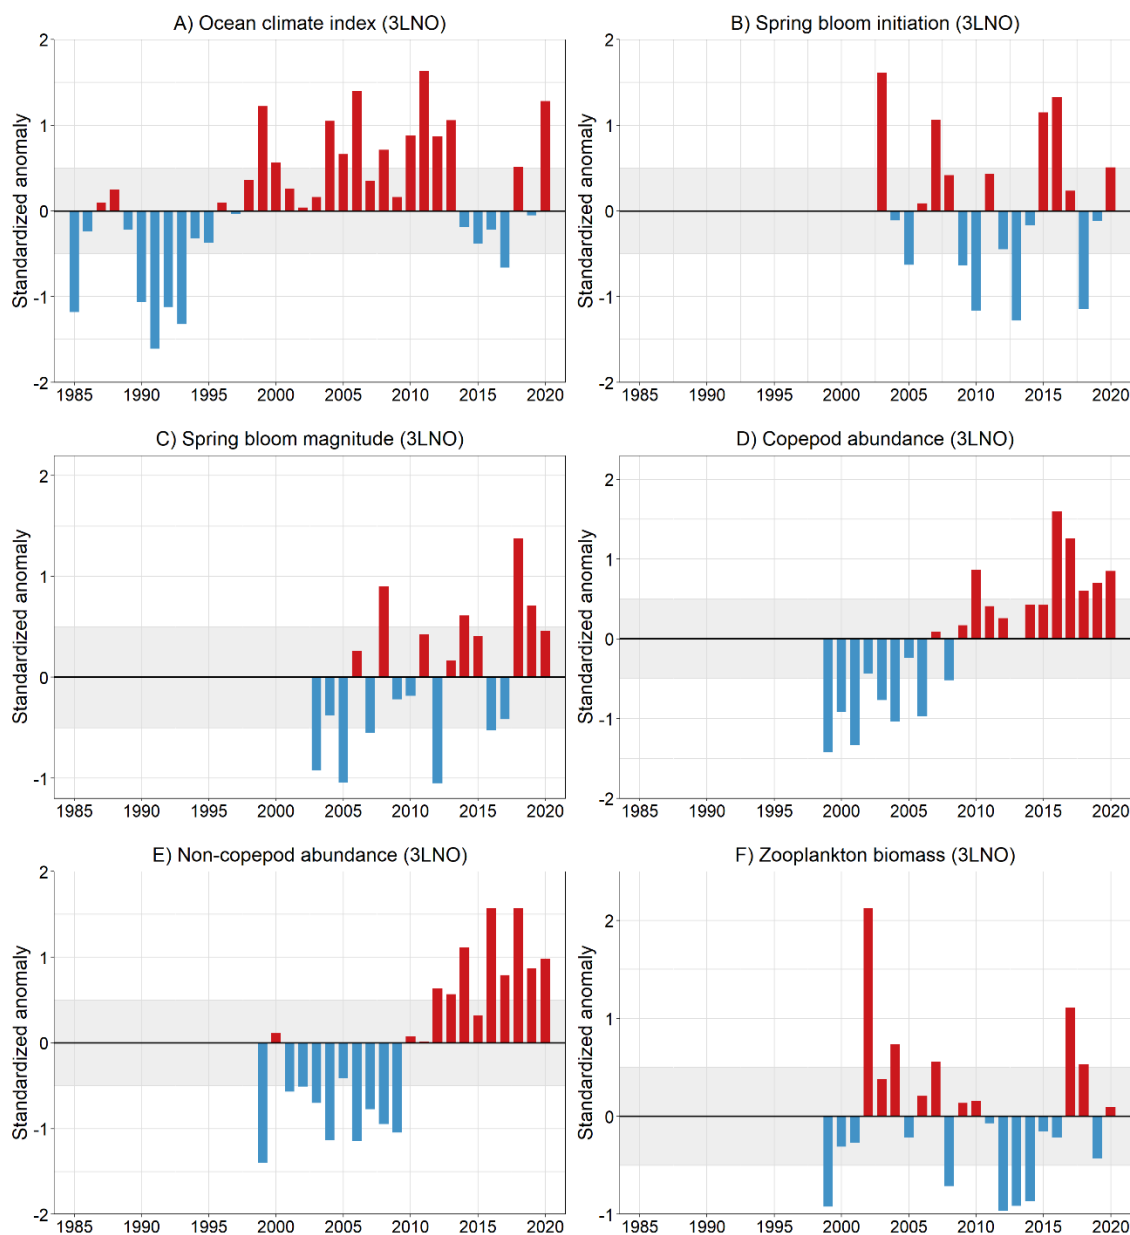 A) Ocean climate index (3LNO)
Standardized anomaly
2
1
0
-1
-2
1985 1990 1995 2000 2005 2010 2015 2020
B) Spring bloom initiation (3LNO)
Standardized anomaly
2
1
0
-1
-2
1985 1990 1995 2000 2005 2010 2015 2020
C) Spring bloom magnitude (3LNO)
Standardized anomaly
2
1
0
-1
1985 1990 1995 2000 2005 2010 2015 2020
D) Copepod abundance (3LNO)
Standardized anomaly
2
1
0
-1
-2
1985 1990 1995 2000 2005 2010 2015 2020
E) Non-copepod abundance (3LNO)
Standardized anomaly
2
1
0
-1
-2
1985 1990 1995 2000 2005 2010 2015 2020
F) Zooplankton biomass (3LNO)
Standardized anomaly
2
1
0
-1
1985 1990 1995 2000 2005 2010 2015 2020